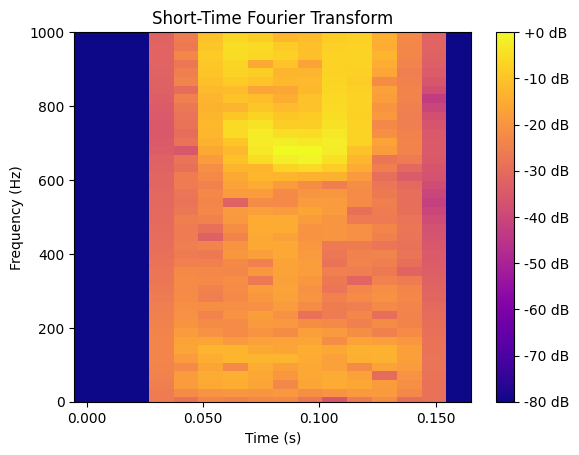 Short-Time Fourier Transform
1000
800
600
400
200
0
Frequency (Hz)
0.000
0.050
0.100
0.150
Time (s)
+0 dB
-10 dB
-20 dB
-30 dB
-40 dB
-50 dB
-60 dB
-70 dB
-80 dB